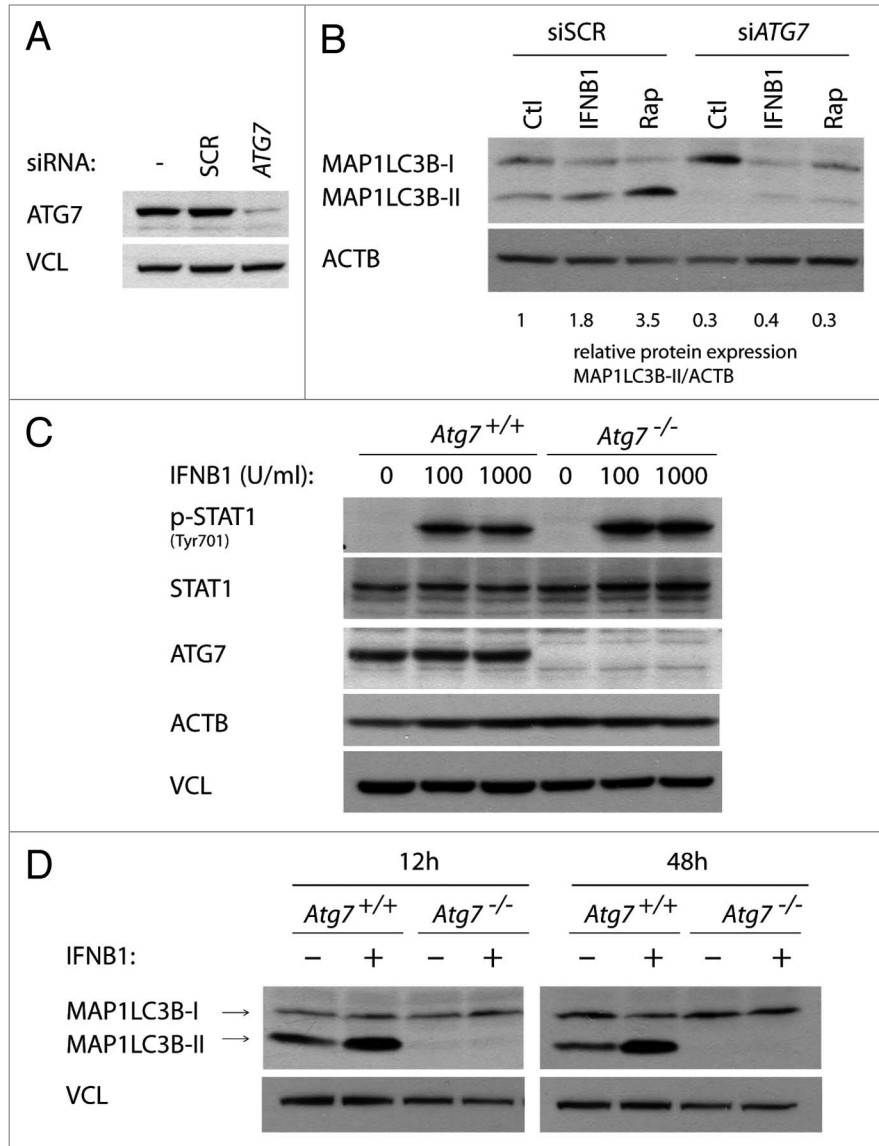 A
siRNA: - SCR ATG7
ATG7
VCL
B
siSCR siATG7
Ctl IFNB1 Rap Ctl IFNB1 Rap
MAP1LC3B-I
MAP1LC3B-II
ACTB
1 1.8 3.5 0.3 0.4 0.3
relative protein expression
MAP1LC3B-II/ACTB
C
Atg7 +/+ Atg7 -/-
IFNB1 (U/ml): 0 100 1000 0 100 1000
p-STAT1
(Tyr701)
STAT1
ATG7
ACTB
VCL
D
12h 48h
Atg7 +/+ Atg7 -/- Atg7 +/+ Atg7 -/-
IFNB1: – + – + – + – +
MAP1LC3B-I →
MAP1LC3B-II →
VCL